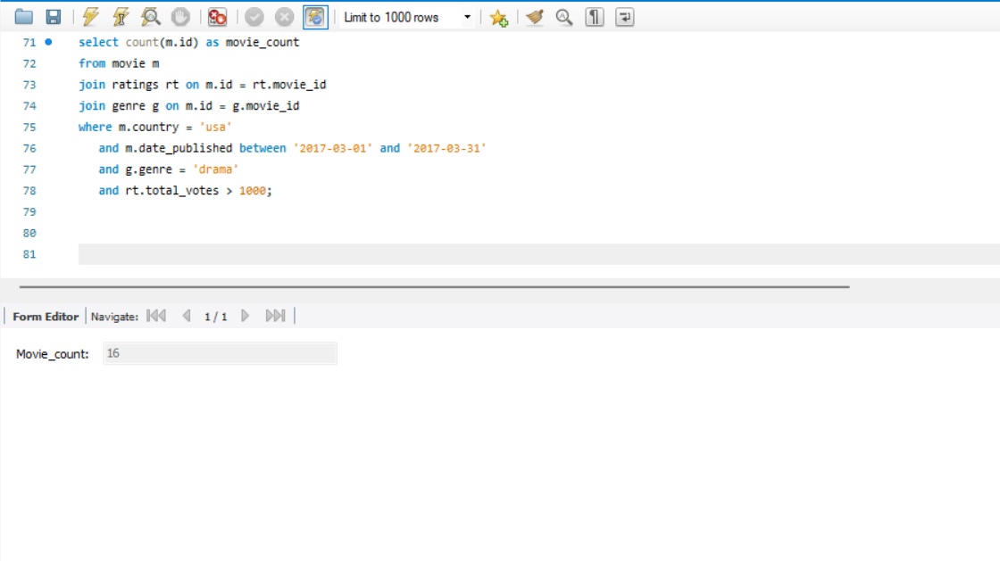 Limit to 1000 rows
71 select count(m.id) as movie_count
72 from movie m
73 join ratings rt on m.id = rt.movie_id
74 join genre g on m.id = g.movie_id
75 where m.country = 'usa'
76 and m.date_published between '2017-03-01' and '2017-03-31'
77 and g.genre = 'drama'
78 and rt.total_votes > 1000;
79
80
81
Form Editor Navigate: 1 / 1
Movie_count: 16